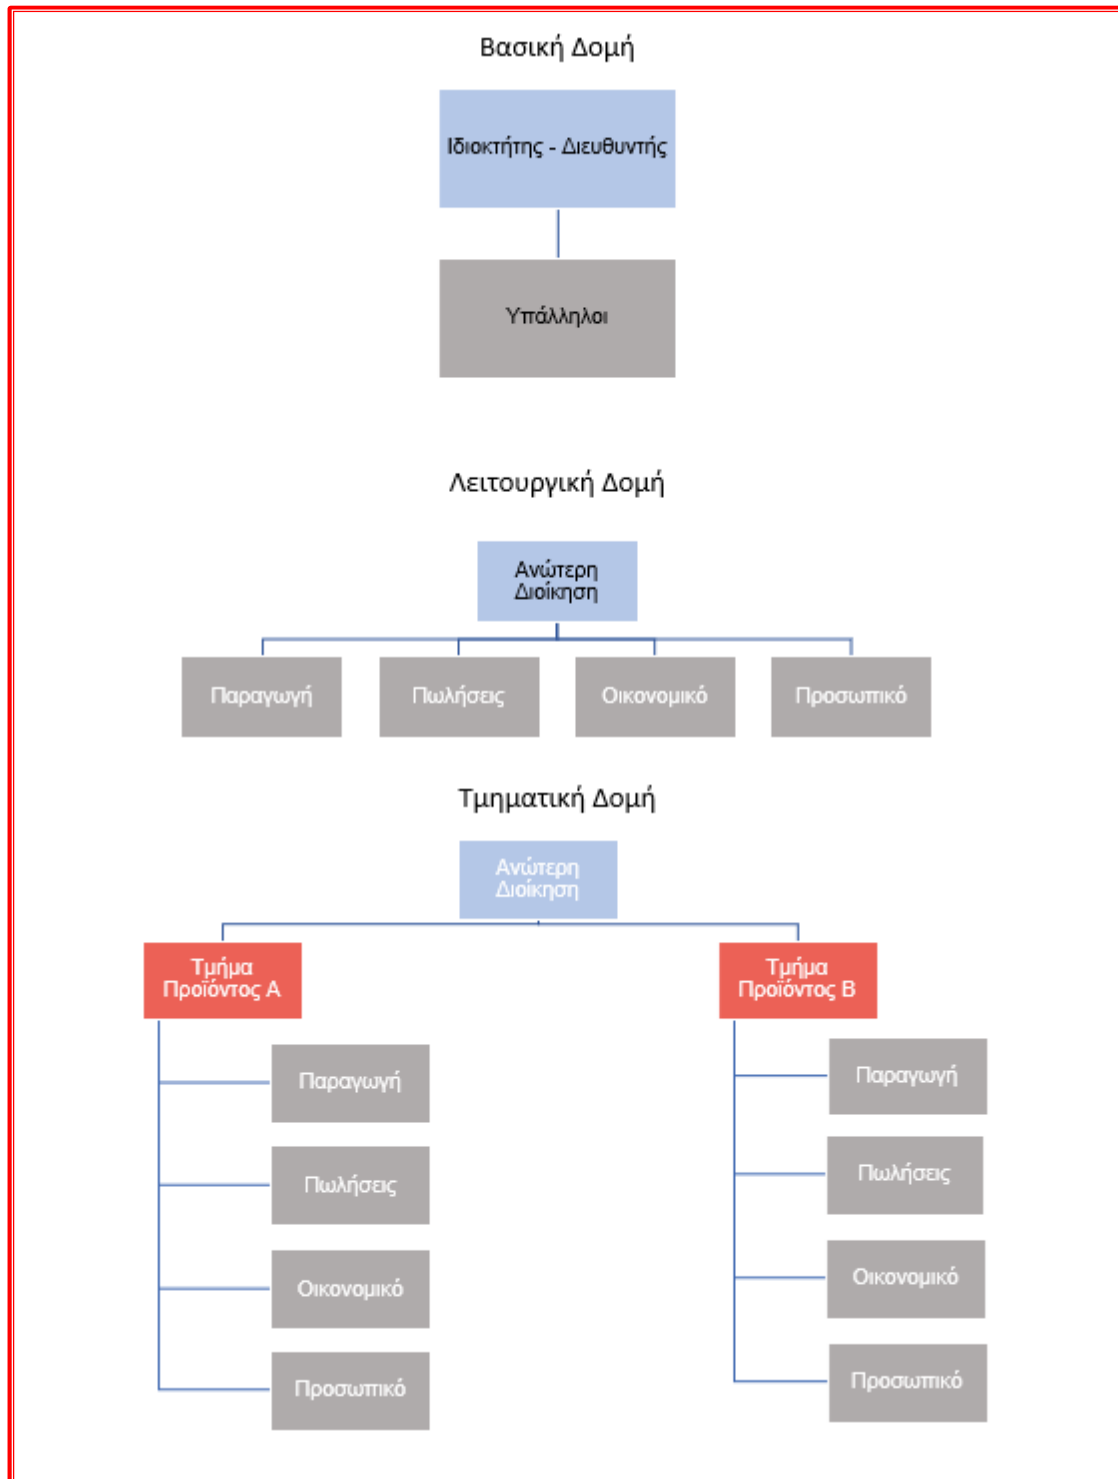 Βασική Δομή
Ιδιοκτήτης - Διευθυντής
Υπάλληλοι
Λειτουργική Δομή
Ανώτερη
Διοίκηση
Παραγωγή
Πωλήσεις
Οικονομικό
Προσωπικό
Τμηματική Δομή
Ανώτερη
Διοίκηση
Τμήμα
Προϊόντος Α
Παραγωγή
Πωλήσεις
Οικονομικό
Προσωπικό
Τμήμα
Προϊόντος Β
Παραγωγή
Πωλήσεις
Οικονομικό
Προσωπικό